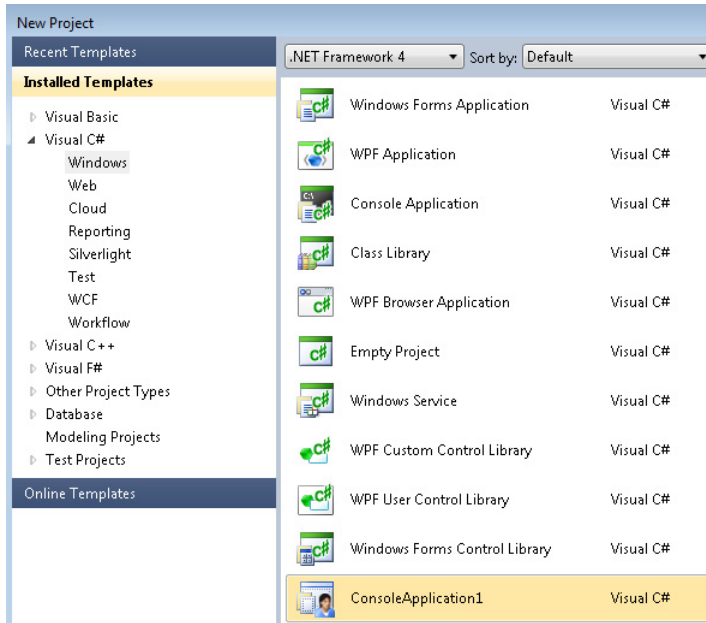 New Project
Recent Templates
Installed Templates
Visual Basic
Visual C#
Windows
Web
Cloud
Reporting
Silverlight
Test
WCF
Workflow
Visual C++
Visual F#
Other Project Types
Database
Modeling Projects
Test Projects
Online Templates
.NET Framework 4 Sort by: Default
Windows Forms Application Visual C#
WPF Application Visual C#
Console Application Visual C#
Class Library Visual C#
WPF Browser Application Visual C#
Empty Project Visual C#
Windows Service Visual C#
WPF Custom Control Library Visual C#
WPF User Control Library Visual C#
Windows Forms Control Library Visual C#
ConsoleApplication1 Visual C#